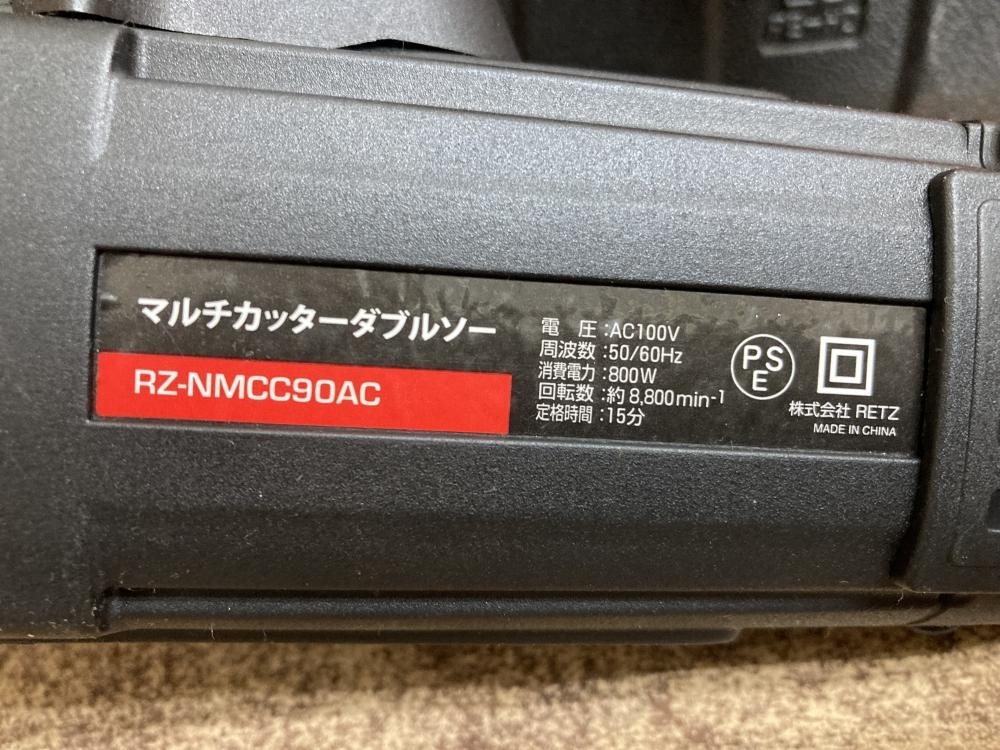 マルチカッターダブルソー
RZ-NMCC90AC
電 圧:AC100V
周波数:50/60Hz
消費電力:800W
回転数:約8,800min-1
定格時間:15分
PSE
株式会社 RETZ
MADE IN CHINA